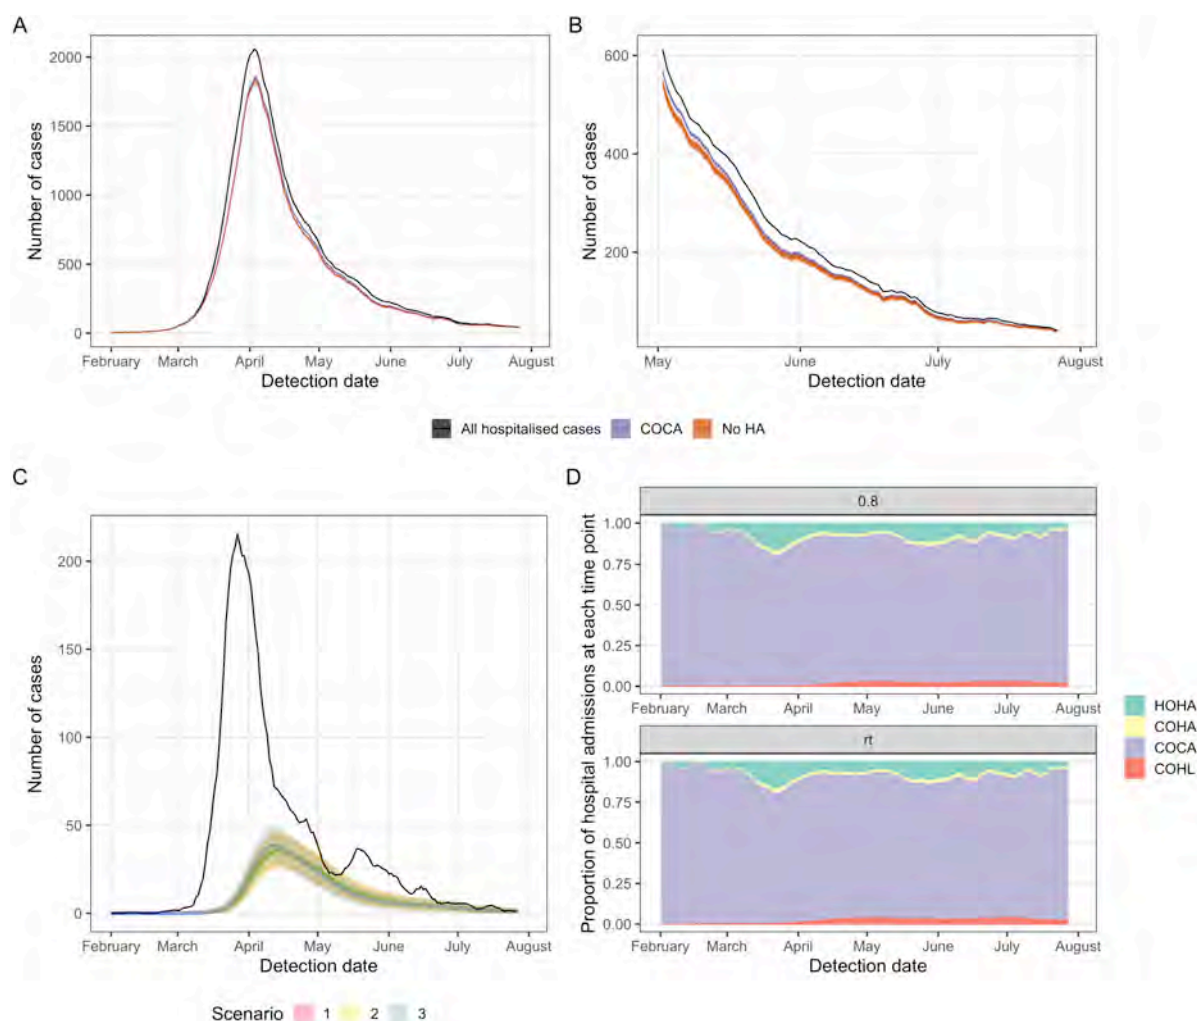 A
Number of cases
2000
1500
1000
500
0
February March April May June July August
Detection date
B
Number of cases
600
400
200
May June July August
Detection date
All hospitalised cases COCA No HA
C
Number of cases
200
150
100
50
0
February March April May June July August
Detection date
Scenario 1 2 3
D
Proportion of hospital admissions at each time point
0.8
1.00
0.75
0.50
0.25
0.00
February March April May June July August
rt
1.00
0.75
0.50
0.25
0.00
February March April May June July August
Detection date
HOHA
COHA
COCA
COHL